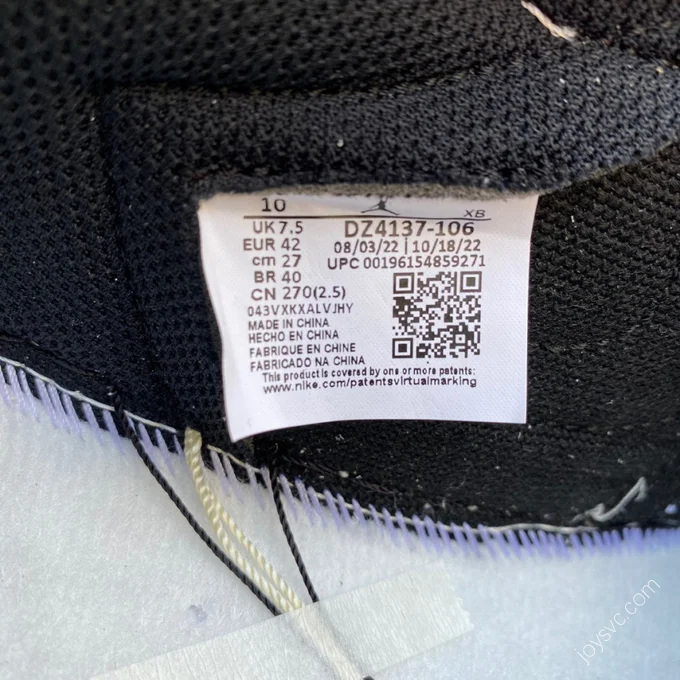 10
XB
UK 7.5
DZ4137-106
EUR 42
08/03/22 | 10/18/22
cm 27
UPC 00196154859271
BR 40
CN 270(2.5)
043VXKXALVJHY
MADE IN CHINA
HECHO EN CHINA
FABRIQUE EN CHINE
FABRICADO NA CHINA
This product is covered by one or more patents
www.nike.com/patentsvirtualmarking
joysvc.com